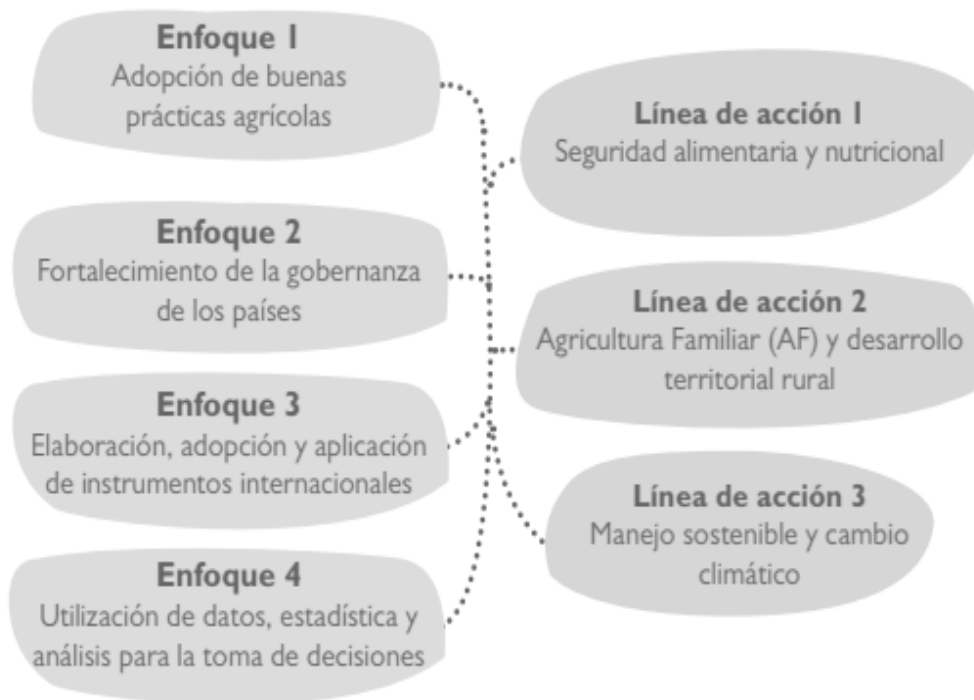 Enfoque 1
Adopción de buenas
prácticas agrícolas
Enfoque 2
Fortalecimiento de la gobernanza
de los países
Enfoque 3
Elaboración, adopción y aplicación
de instrumentos internacionales
Enfoque 4
Utilización de datos, estadística y
análisis para la toma de decisiones
Línea de acción 1
Seguridad alimentaria y nutricional
Línea de acción 2
Agricultura Familiar (AF) y desarrollo
territorial rural
Línea de acción 3
Manejo sostenible y cambio
climático